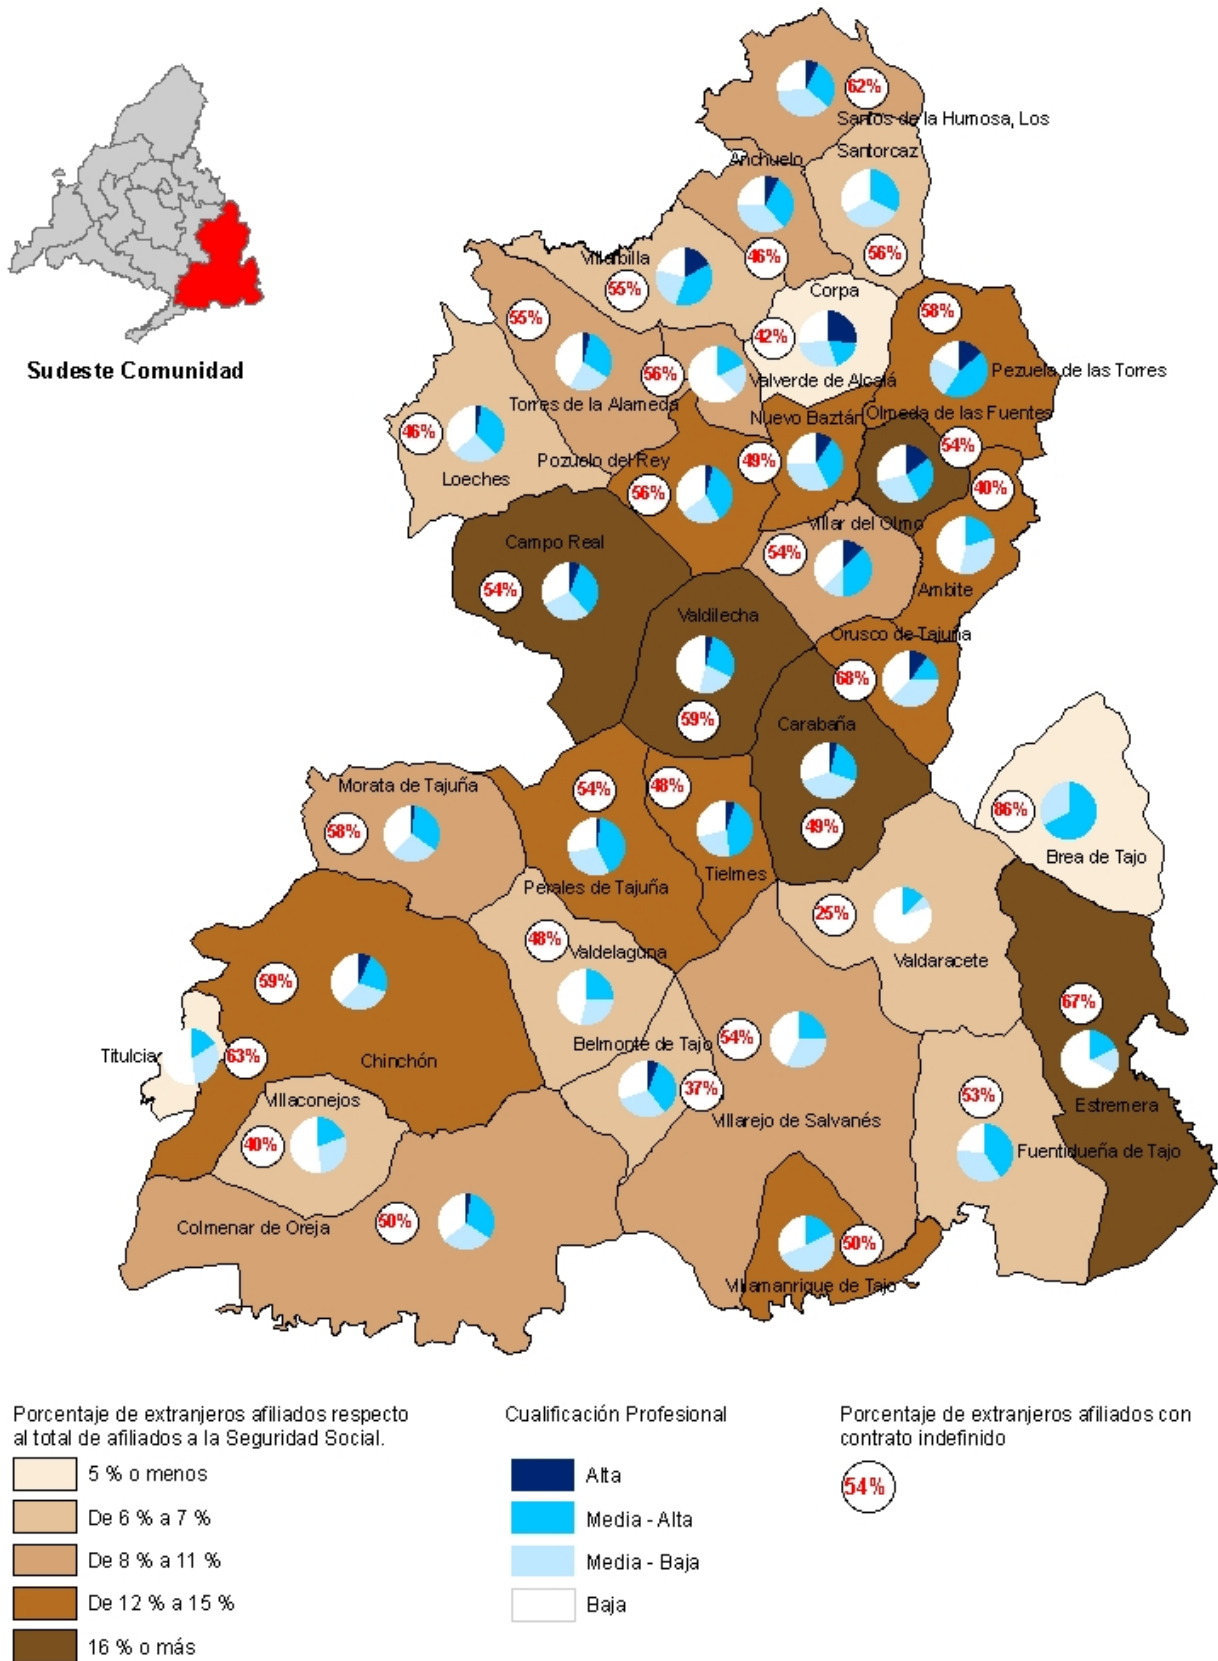 Sudeste Comunidad
62%
Santos de la Humosa, Los
Anchuelo
Santorcaz
46%
56%
Villalbilla
55%
Corpa
58%
55%
42%
56%
Valverde de Alcalá
Pezuela de las Torres
Torres de la Alameda
Nuevo Baztán
Olmeda de las Fuentes
46%
54%
Loeches
Pozuelo del Rey
49%
56%
40%
Villar del Olmo
Campo Real
54%
54%
Ambite
Valdilecha
Orusco de Tajuña
68%
59%
Carabaña
Morata de Tajuña
54%
48%
86%
58%
49%
Brea de Tajo
Perales de Tajuña
Tielmes
25%
48%
Valdelaguna
Valdaracete
59%
67%
Titulcia
63%
Chinchón
Belmonte de Tajo
54%
37%
Villaconejos
Villarejo de Salvanés
53%
Estremera
40%
Fuentidueña de Tajo
Colmenar de Oreja
50%
50%
Villamanrique de Tajo
Porcentaje de extranjeros afiliados respecto
al total de afiliados a la Seguridad Social.
5 % o menos
De 6 % a 7 %
De 8 % a 11 %
De 12 % a 15 %
16 % o más
Cualificación Profesional
Alta
Media - Alta
Media - Baja
Baja
Porcentaje de extranjeros afiliados con
contrato indefinido
54%